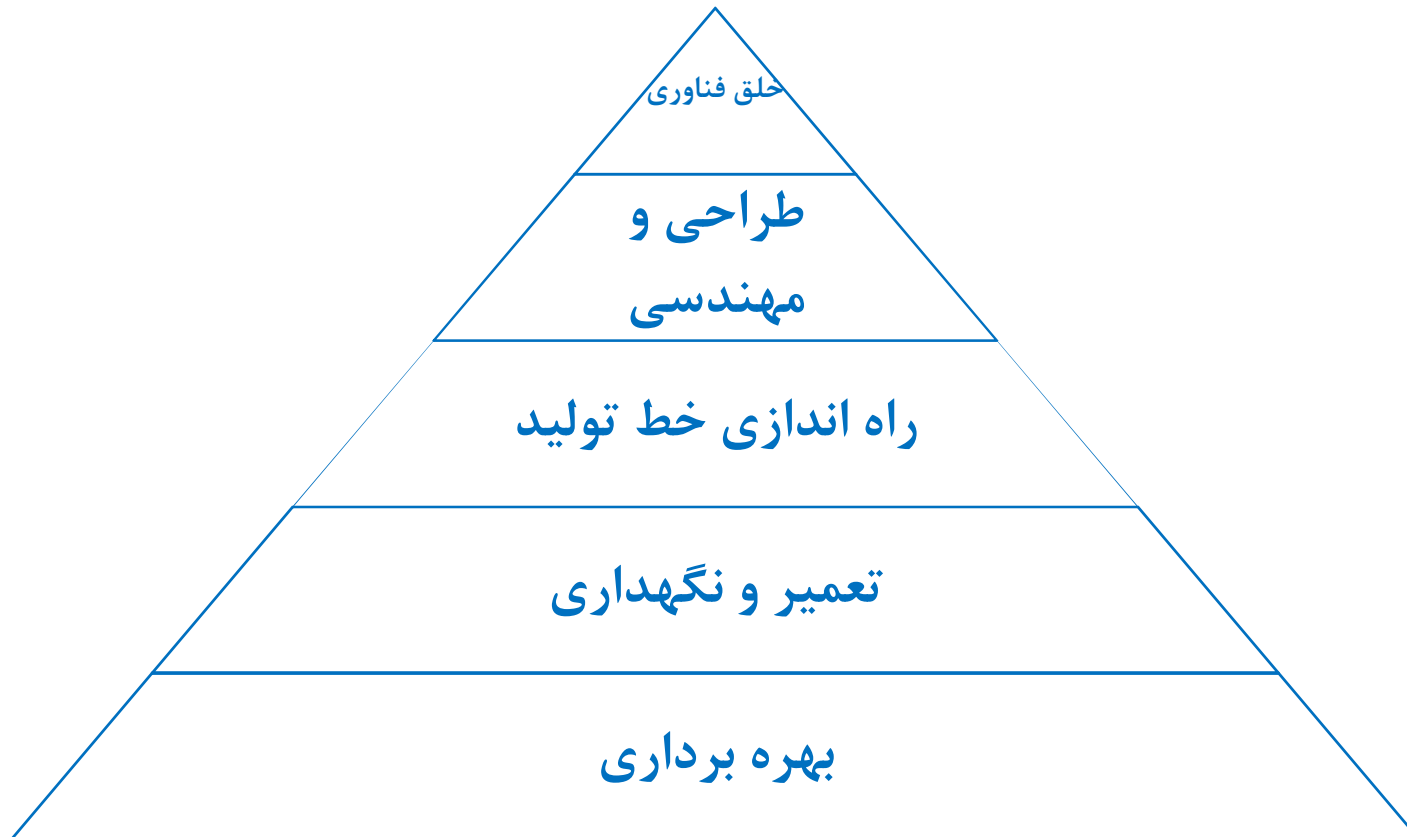 خلق فناوری
طراحی و
مهندسی
راه اندازی خط تولید
تعمیر و نگهداری
بهره برداری